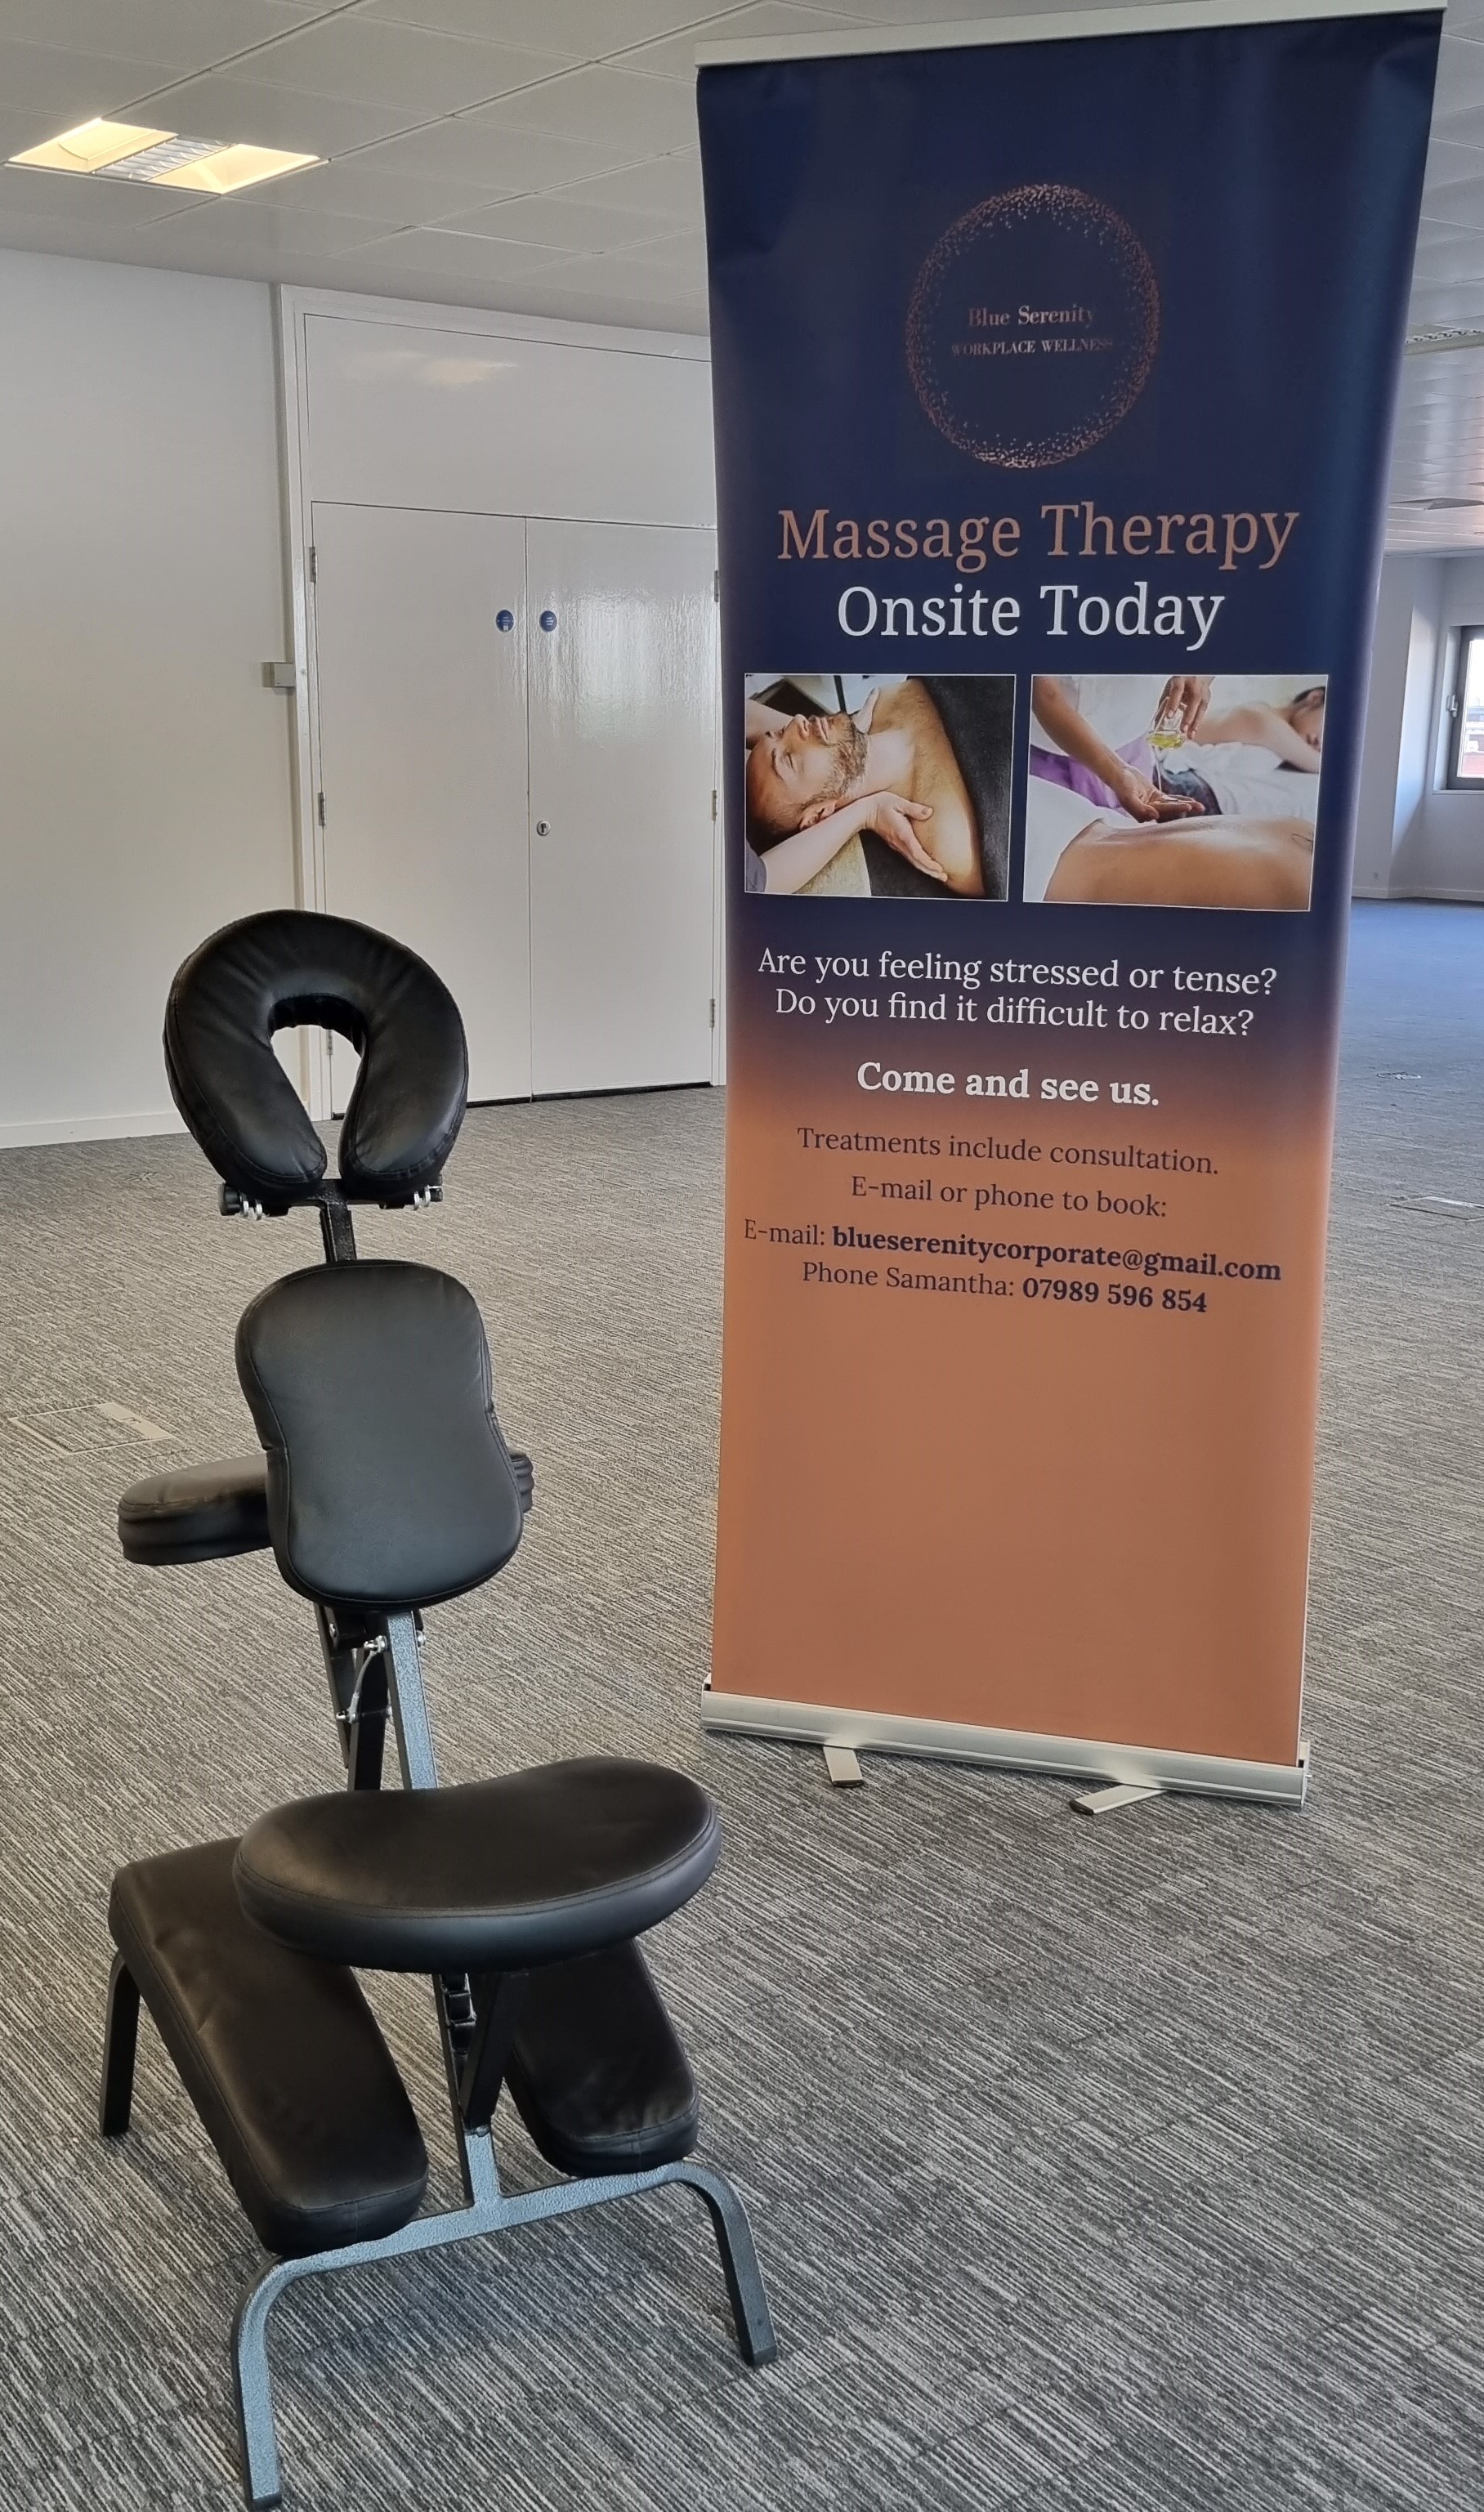 Blue Serenity
WORKPLACE WELLNESS
Massage Therapy
Onsite Today
Are you feeling stressed or tense?
Do you find it difficult to relax?
Come and see us.
Treatments include consultation.
E-mail or phone to book:
E-mail: blueserenitycorporate@gmail.com
Phone Samantha: 07989 596 854